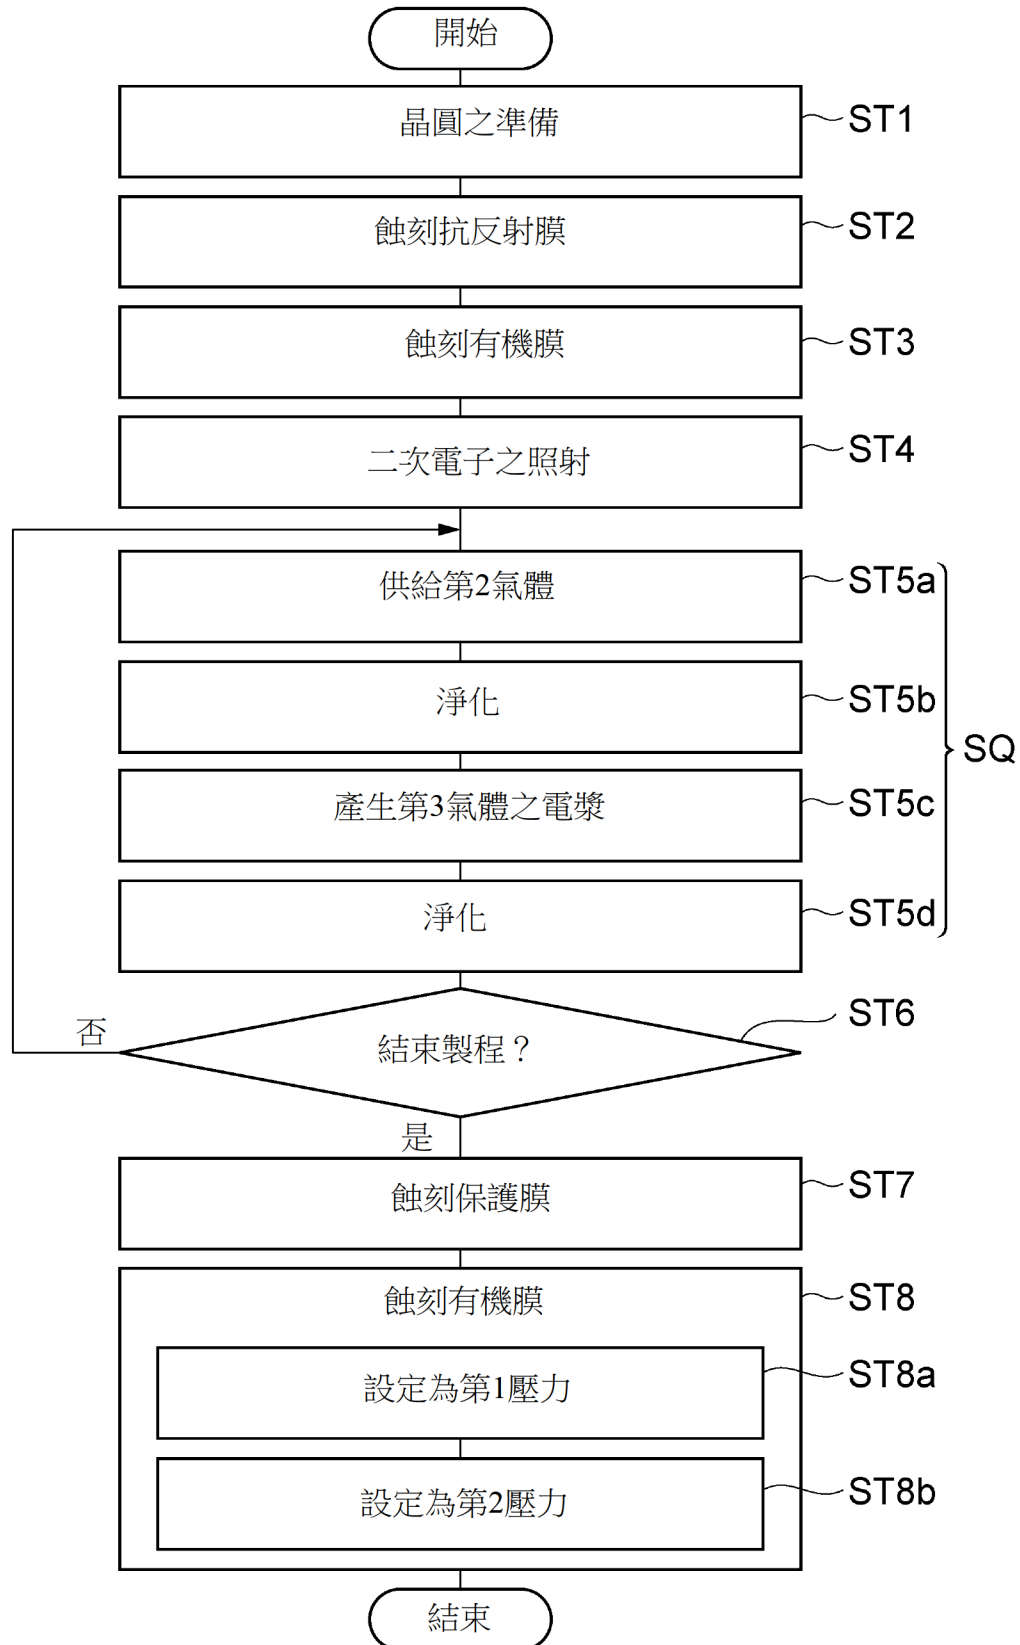 開始
晶圓之準備
ST1
蝕刻抗反射膜
ST2
蝕刻有機膜
ST3
二次電子之照射
ST4
供給第2氣體
ST5a
淨化
ST5b
SQ
產生第3氣體之電漿
ST5c
淨化
ST5d
結束製程？
ST6
否
是
蝕刻保護膜
ST7
蝕刻有機膜
ST8
設定為第1壓力
ST8a
設定為第2壓力
ST8b
結束